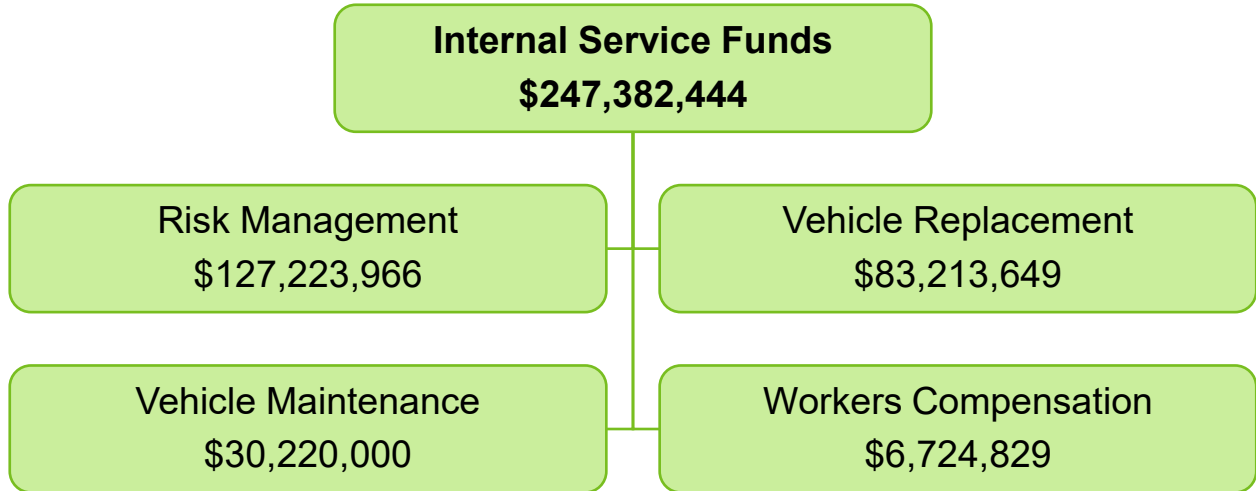 Internal Service Funds
$247,382,444
Risk Management
$127,223,966
Vehicle Replacement
$83,213,649
Vehicle Maintenance
$30,220,000
Workers Compensation
$6,724,829